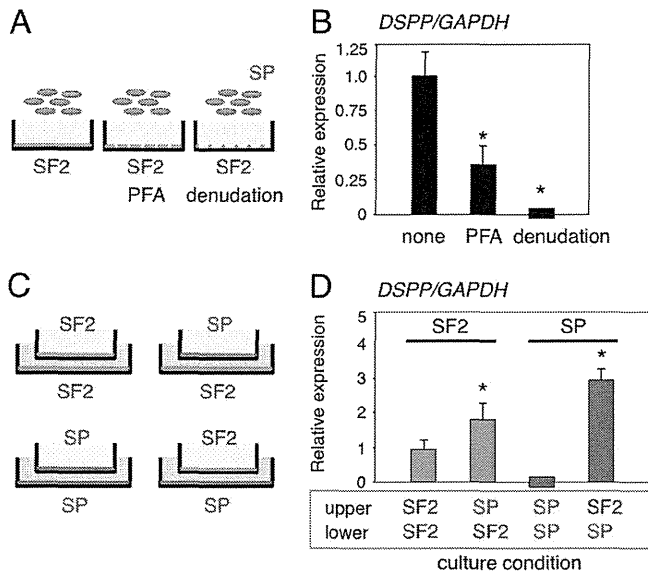 A
SP
SF2 SF2 SF2
PFA denudation
B
DSPP/GAPDH
Relative expression
1.25
1.0
0.75
0.5
0.25
0
*
*
none PFA denudation
C
SF2 SP
SF2 SF2
SP SF2
SP SP
D
DSPP/GAPDH
Relative expression
5
4
3
2
1
0
SF2 SP
*
*
upper SF2 SP SP SF2
lower SF2 SF2 SP SP
culture condition